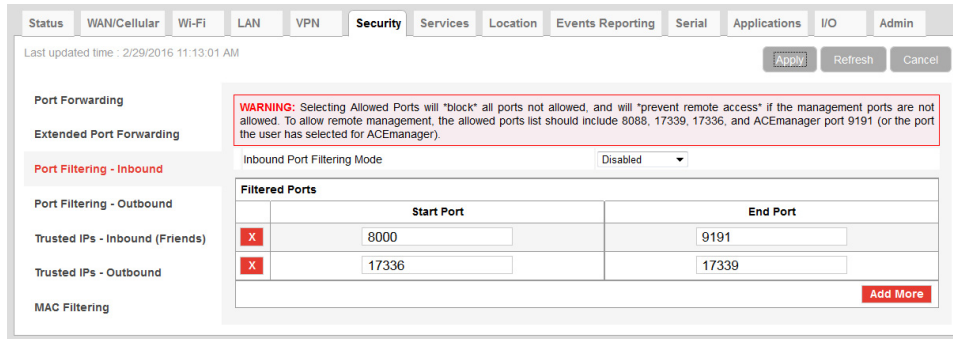 Status WAN/Cellular Wi-Fi LAN VPN Security Services Location Events Reporting Serial Applications I/O Admin
Last updated time : 2/29/2016 11:13:01 AM
Apply Refresh Cancel
Port Forwarding
Extended Port Forwarding
Port Filtering - Inbound
Port Filtering - Outbound
Trusted IPs - Inbound (Friends)
Trusted IPs - Outbound
MAC Filtering
WARNING: Selecting Allowed Ports will *block* all ports not allowed, and will *prevent remote access* if the management ports are not
allowed. To allow remote management, the allowed ports list should include 8088, 17339, 17336, and ACEmanager port 9191 (or the port
the user has selected for ACEmanager).
Inbound Port Filtering Mode Disabled
Filtered Ports
Start Port End Port
X 8000 9191
X 17336 17339
Add More